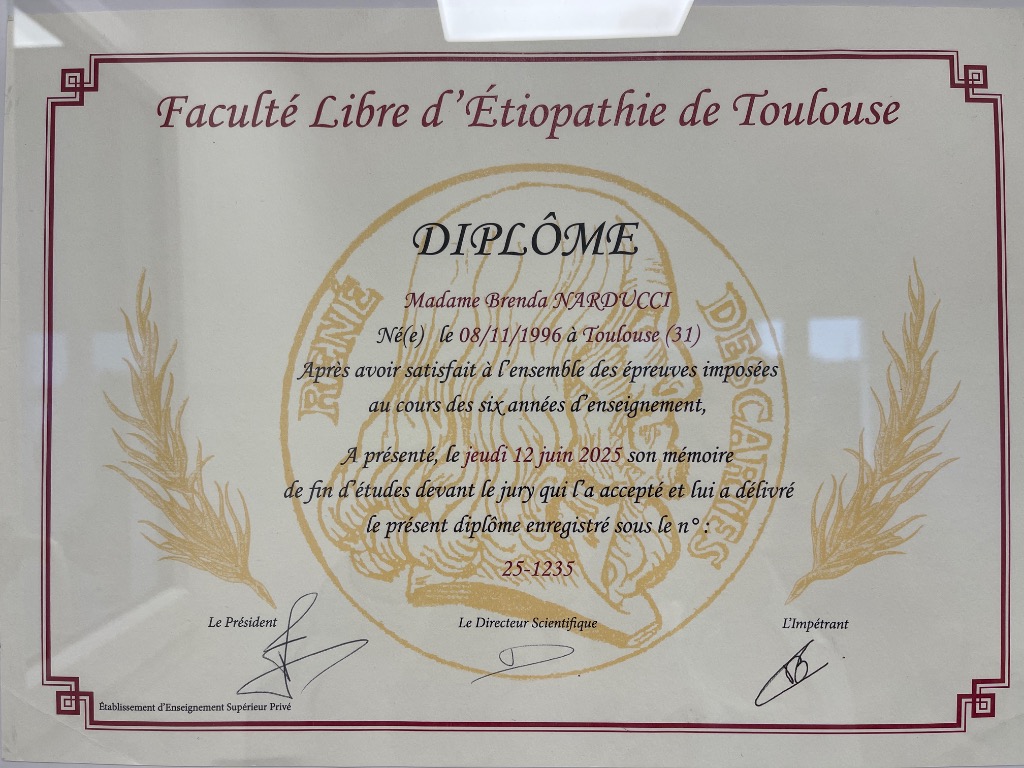 Faculté Libre d'Étiopathie de Toulouse
DIPLÔME
RENÉ
DESCARTES
Madame Brenda NARDUCCI
Né(e) le 08/11/1996 à Toulouse (31)
Après avoir satisfait à l'ensemble des épreuves imposées
au cours des six années d'enseignement,
A présenté, le jeudi 12 juin 2025 son mémoire
de fin d'études devant le jury qui l'a accepté et lui a délivré
le présent diplôme enregistré sous le n° :
25-1235
Le Président
Le Directeur Scientifique
L'Impétrant
Établissement d'Enseignement Supérieur Privé